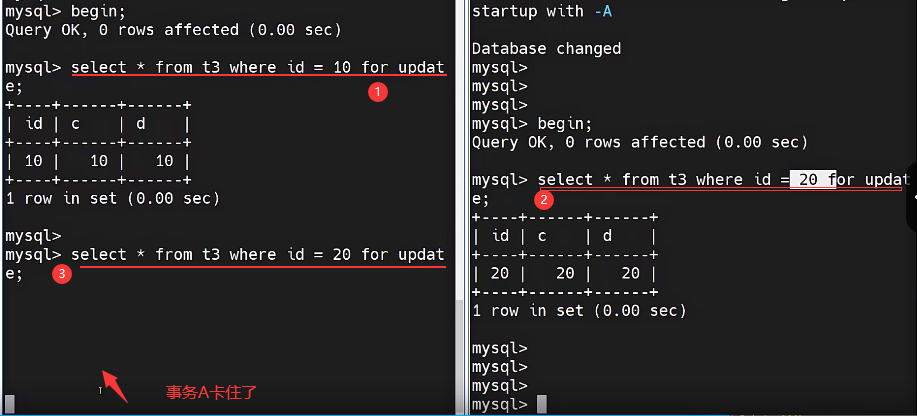 mysql> begin;
Query OK, 0 rows affected (0.00 sec)
mysql> select * from t3 where id = 10 for updat
e;
1
+----+------+------+
| id | c    | d    |
+----+------+------+
| 10 |   10 |   10 |
+----+------+------+
1 row in set (0.00 sec)
mysql>
mysql> select * from t3 where id = 20 for updat
e;
3
事务A卡住了
startup with -A
Database changed
mysql>
mysql>
mysql>
mysql> begin;
Query OK, 0 rows affected (0.00 sec)
mysql> select * from t3 where id = 20 for updat
e;
2
+----+------+------+
| id | c    | d    |
+----+------+------+
| 20 |   20 |   20 |
+----+------+------+
1 row in set (0.00 sec)
mysql>
mysql>
mysql>
mysql>